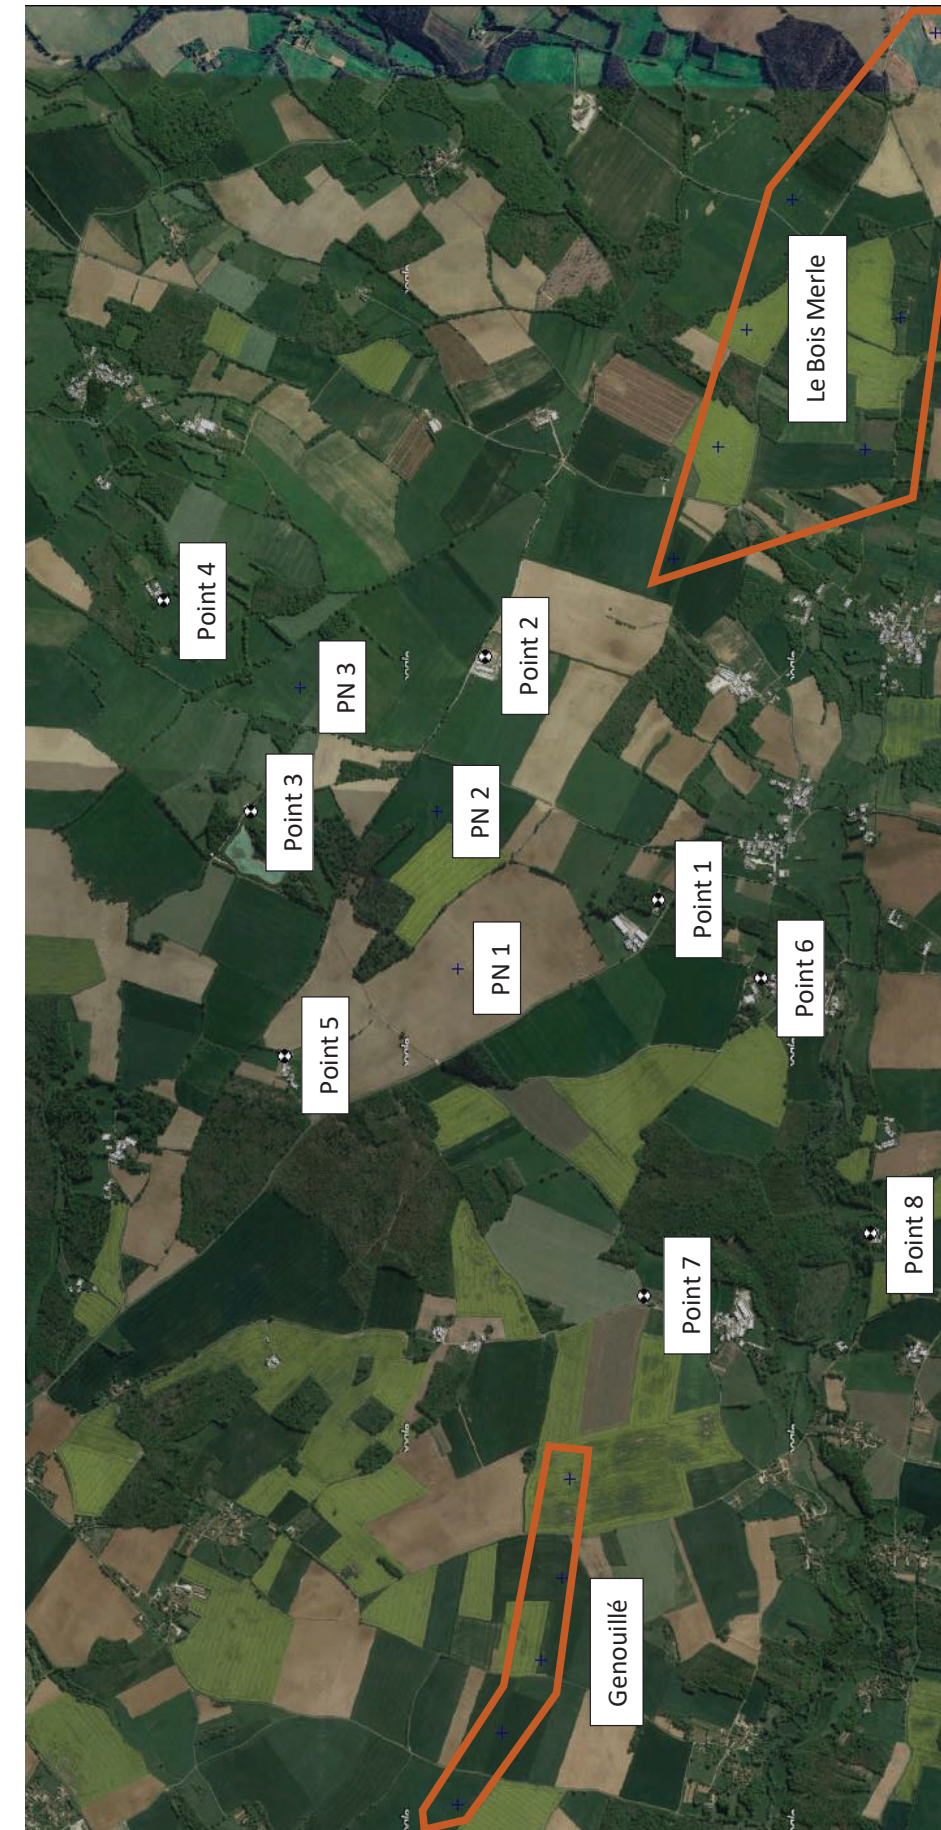 Point 4
Point 3
Point 5
PN 3
PN 2
PN 1
Point 2
Genouillé
Point 7
Point 1
Point 6
Le Bois Merle
Point 8